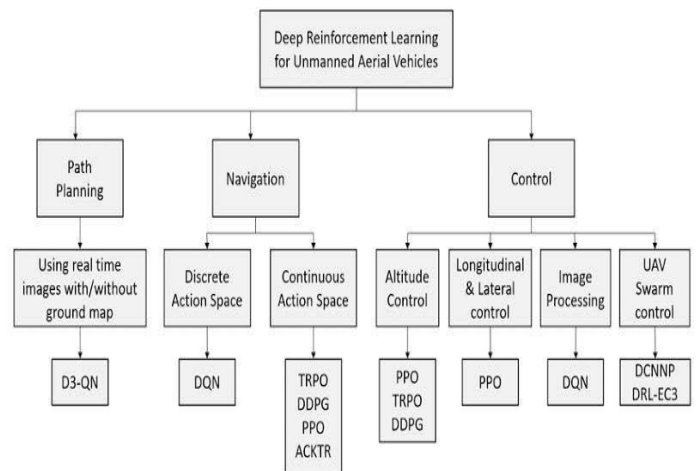 Deep Reinforcement Learning
for Unmanned Aerial Vehicles
Path
Planning
Navigation
Control
Using real time
images with/without
ground map
Discrete
Action Space
Continuous
Action Space
Altitude
Control
Longitudinal
& Lateral
control
Image
Processing
UAV
Swarm
control
D3-QN
DQN
TRPO
DDPG
PPO
ACKTR
PPO
TRPO
DDPG
PPO
DQN
DCNNP
DRL-EC3